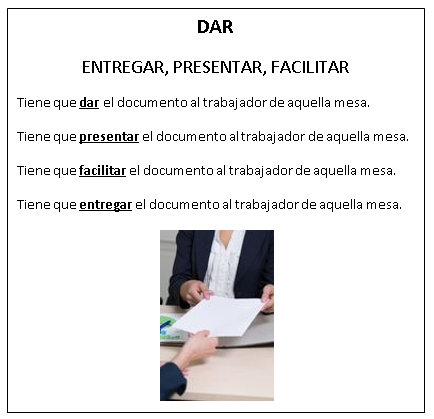 DAR
ENTREGAR, PRESENTAR, FACILITAR
Tiene que dar el documento al trabajador de aquella mesa.
Tiene que presentar el documento al trabajador de aquella mesa.
Tiene que facilitar el documento al trabajador de aquella mesa.
Tiene que entregar el documento al trabajador de aquella mesa.